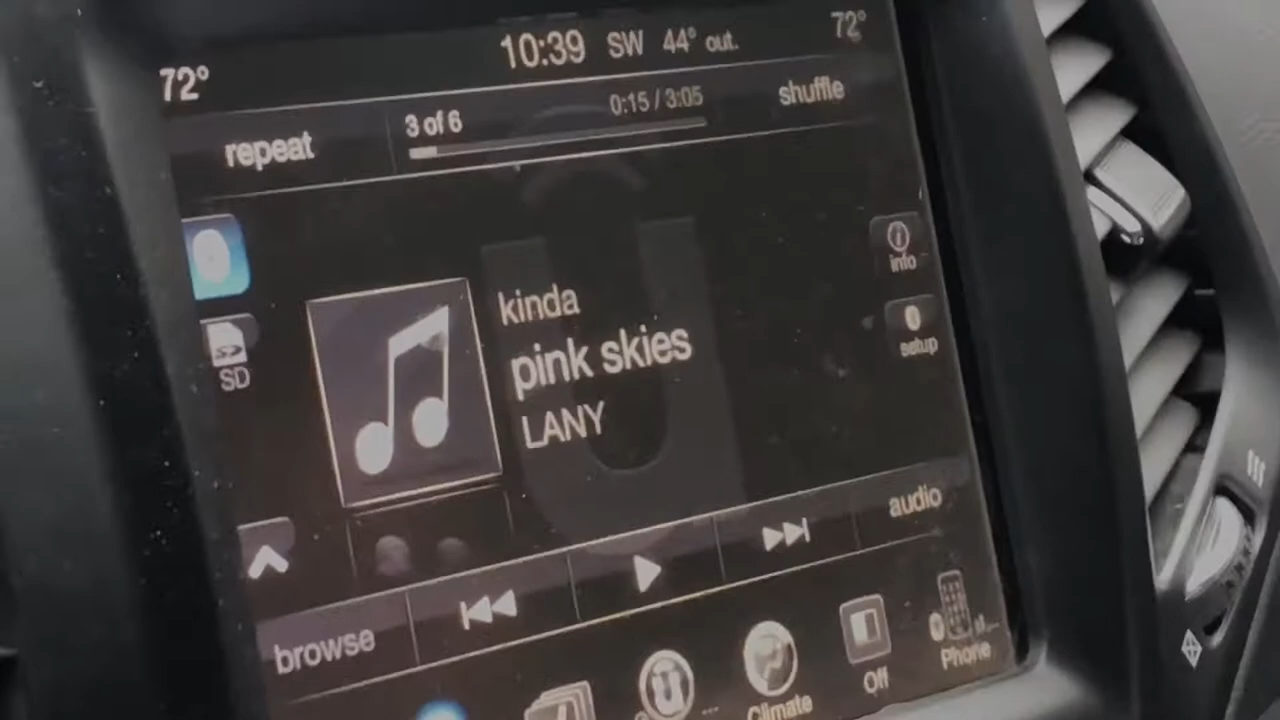 72°
10:39 SW 44° out.
72°
repeat
3 of 6
0:15 / 3:05
shuffle
info
setup
SD
kinda
pink skies
LANY
browse
audio
Climate
Off
Phone